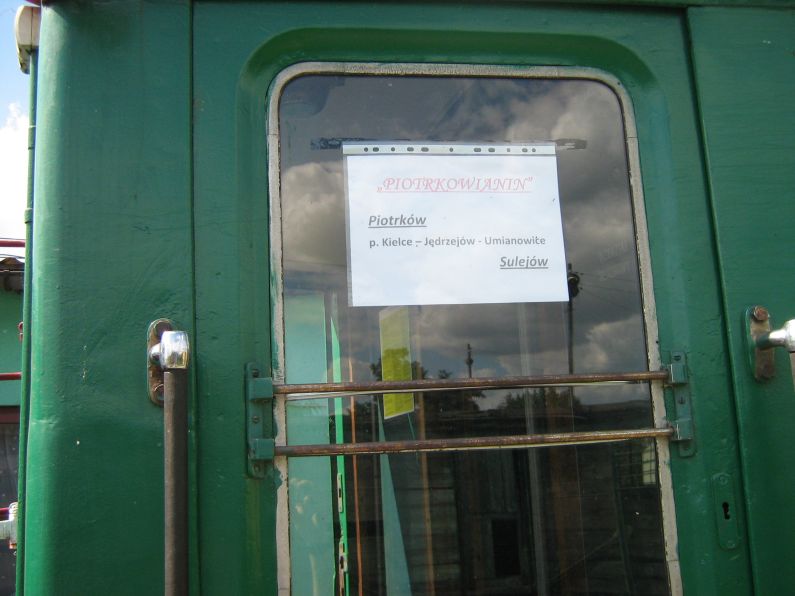 „PIOTRKOWIANIN”
Piotrków
p. Kielce – Jędrzejów - Umianowice
Sulejów